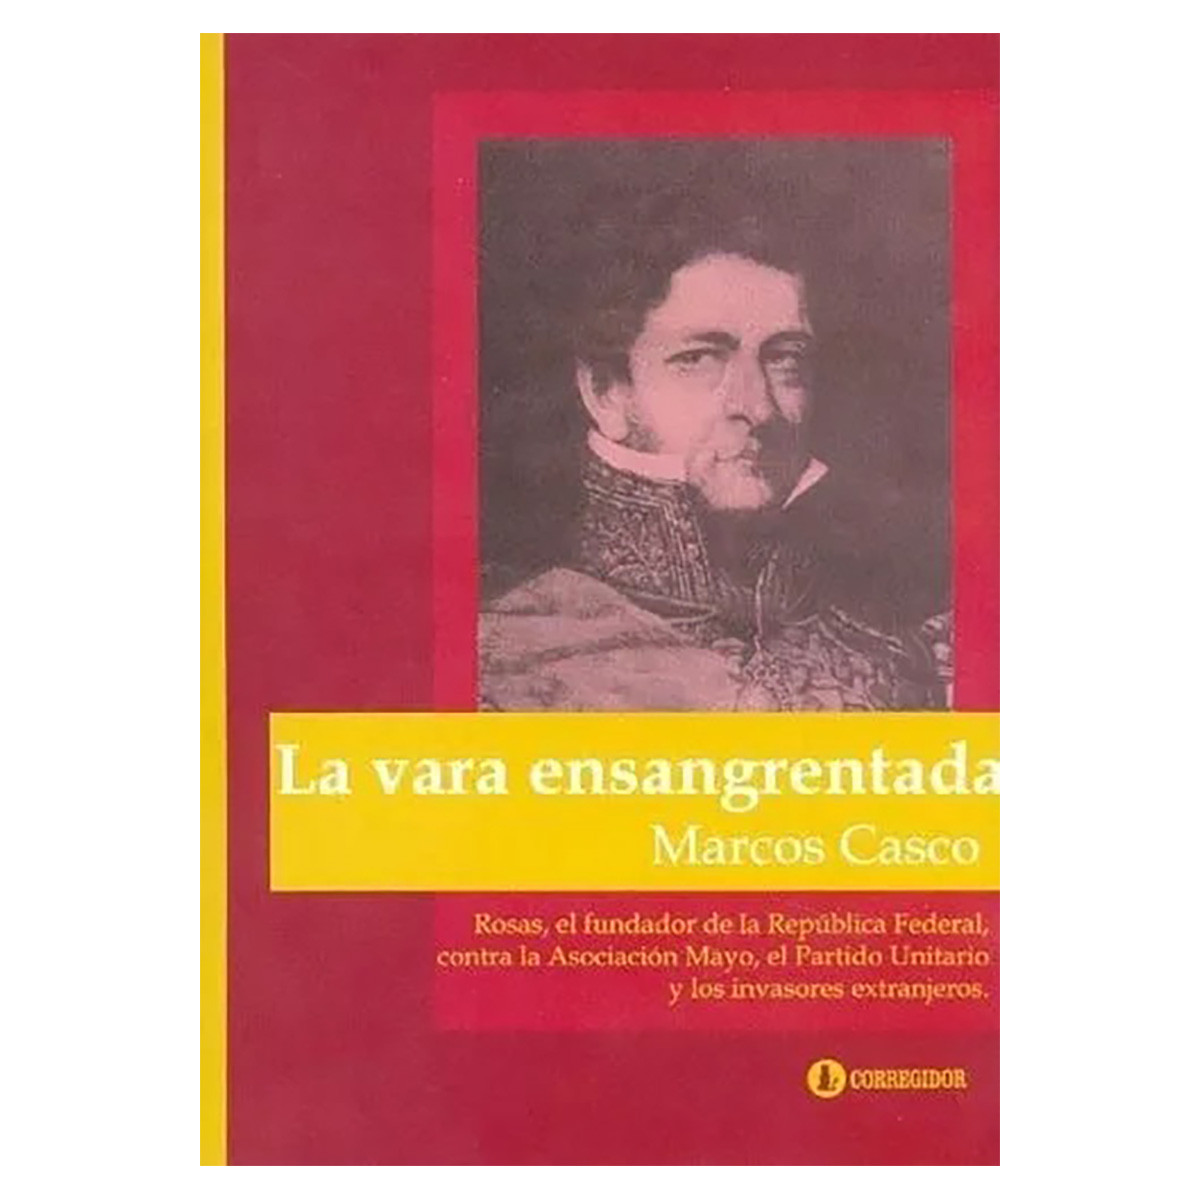 La vara ensangrentada
Marcos Casco
Rosas, el fundador de la República Federal,
contra la Asociación Mayo, el Partido Unitario
y los invasores extranjeros.
CORREGIDOR